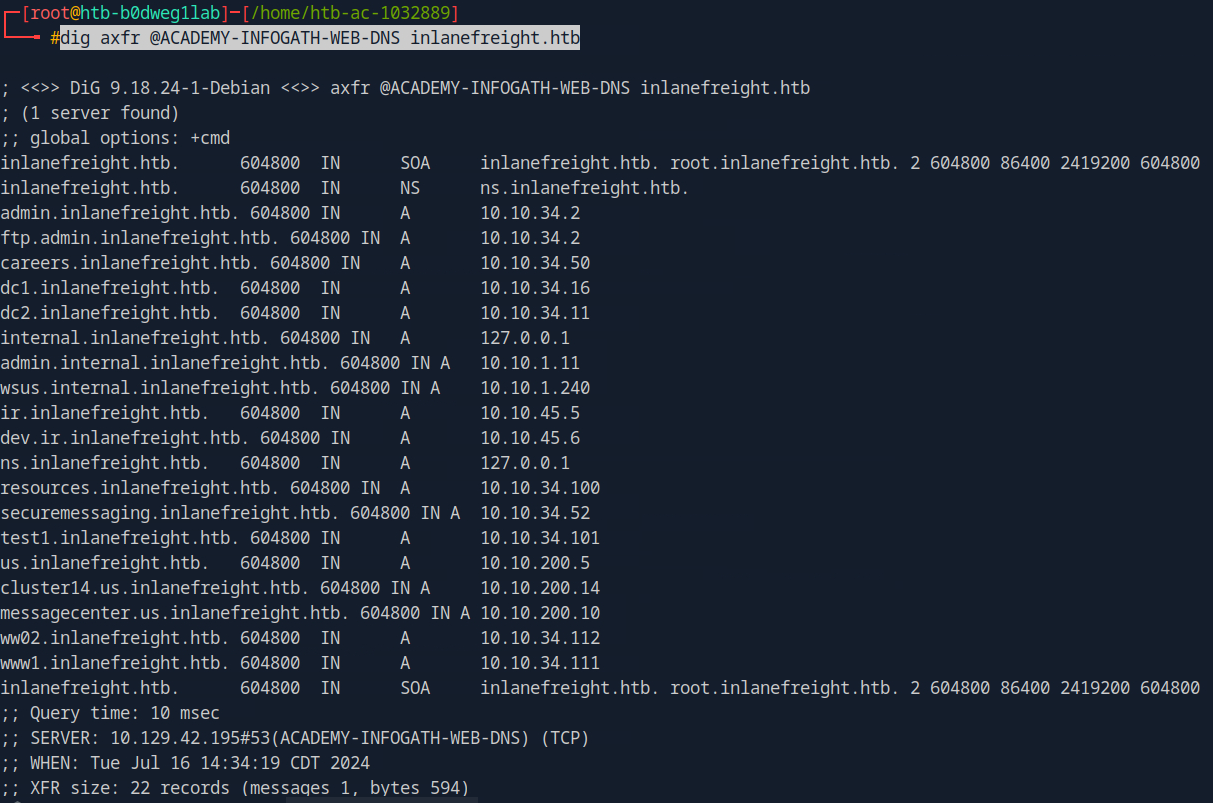 [root@htb-b0dweg1lab]─[/home/htb-ac-1032889]
#dig axfr @ACADEMY-INFOGATH-WEB-DNS inlanefreight.htb
; <<>> DiG 9.18.24-1-Debian <<>> axfr @ACADEMY-INFOGATH-WEB-DNS inlanefreight.htb
; (1 server found)
;; global options: +cmd
inlanefreight.htb. 604800 IN SOA inlanefreight.htb. root.inlanefreight.htb. 2 604800 86400 2419200 604800
inlanefreight.htb. 604800 IN NS ns.inlanefreight.htb.
admin.inlanefreight.htb. 604800 IN A 10.10.34.2
ftp.admin.inlanefreight.htb. 604800 IN A 10.10.34.2
careers.inlanefreight.htb. 604800 IN A 10.10.34.50
dc1.inlanefreight.htb. 604800 IN A 10.10.34.16
dc2.inlanefreight.htb. 604800 IN A 10.10.34.11
internal.inlanefreight.htb. 604800 IN A 127.0.0.1
admin.internal.inlanefreight.htb. 604800 IN A 10.10.1.11
wsus.internal.inlanefreight.htb. 604800 IN A 10.10.1.240
ir.inlanefreight.htb. 604800 IN A 10.10.45.5
dev.ir.inlanefreight.htb. 604800 IN A 10.10.45.6
ns.inlanefreight.htb. 604800 IN A 127.0.0.1
resources.inlanefreight.htb. 604800 IN A 10.10.34.100
securemessaging.inlanefreight.htb. 604800 IN A 10.10.34.52
test1.inlanefreight.htb. 604800 IN A 10.10.34.101
us.inlanefreight.htb. 604800 IN A 10.10.200.5
cluster14.us.inlanefreight.htb. 604800 IN A 10.10.200.14
messagecenter.us.inlanefreight.htb. 604800 IN A 10.10.200.10
ww02.inlanefreight.htb. 604800 IN A 10.10.34.112
www1.inlanefreight.htb. 604800 IN A 10.10.34.111
inlanefreight.htb. 604800 IN SOA inlanefreight.htb. root.inlanefreight.htb. 2 604800 86400 2419200 604800
;; Query time: 10 msec
;; SERVER: 10.129.42.195#53(ACADEMY-INFOGATH-WEB-DNS) (TCP)
;; WHEN: Tue Jul 16 14:34:19 CDT 2024
;; XFR size: 22 records (messages 1, bytes 594)